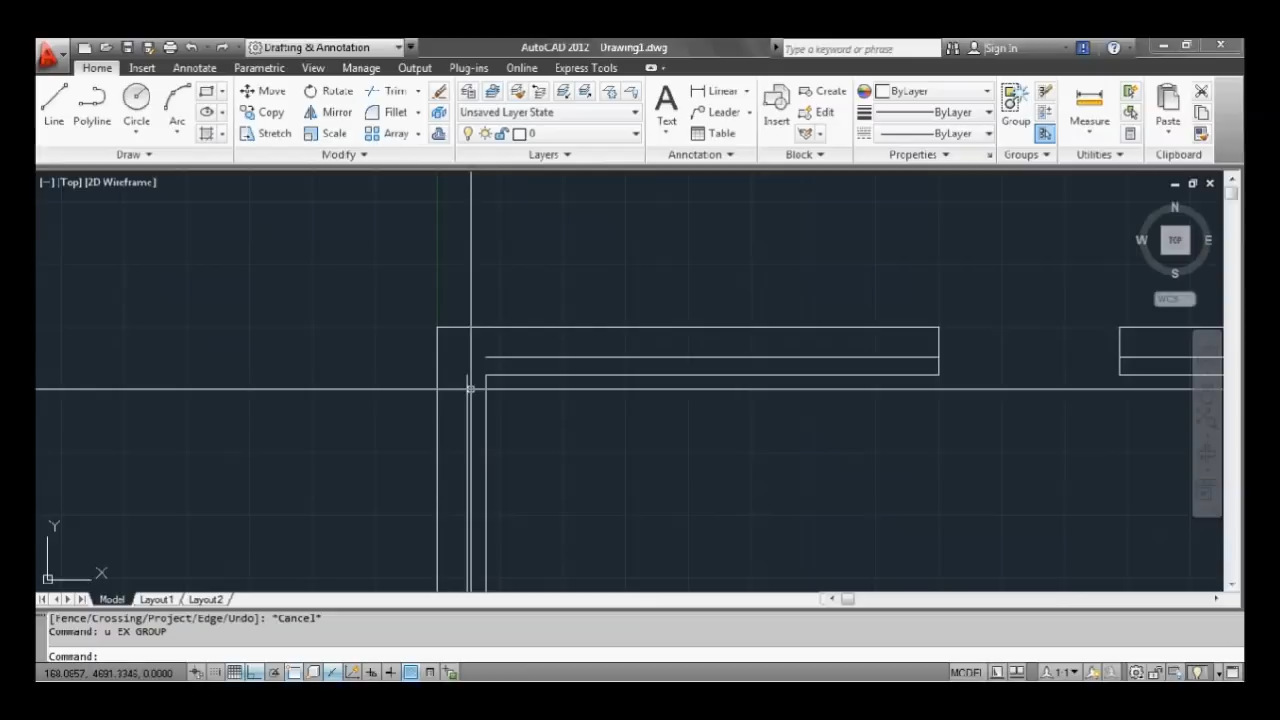 Drafting & Annotation
AutoCAD 2012 Drawing1.dwg
Type a keyword or phrase
Sign In
Home Insert Annotate Parametric View Manage Output Plug-ins Online Express Tools
Line Polyline Circle Arc
Move Rotate Trim
Copy Mirror Fillet
Stretch Scale Array
Unsaved Layer State
0
Text
Linear
Leader
Table
Insert
Create
Edit
ByLayer
ByLayer
ByLayer
Group
Measure
Paste
Draw Modify Layers Annotation Block Properties Groups Utilities Clipboard
[−] [Top] [2D Wireframe]
N
W TOP E
S
WCS
Y
X
Model Layout1 Layout2
[Fence/Crossing/Project/Edge/Undo]: *Cancel*
Command: u EX GROUP
Command:
MODEL
1:1